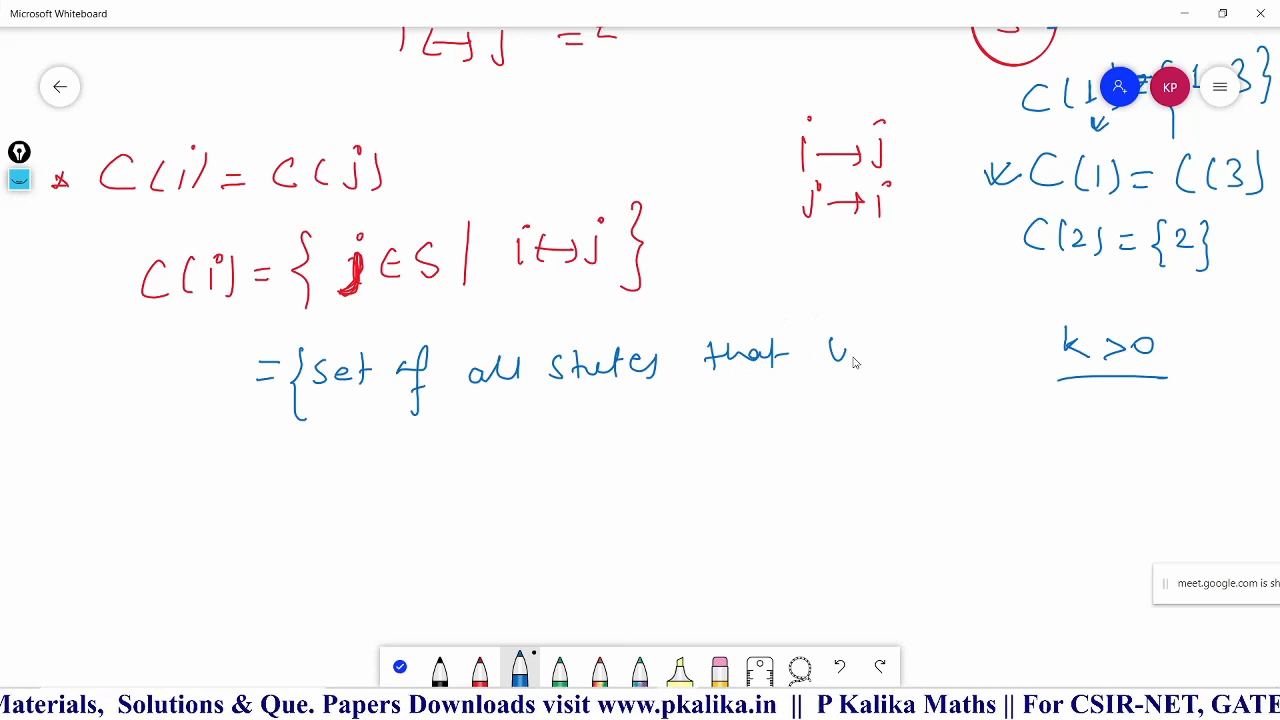 Microsoft Whiteboard
i ↔ j =
KP
i → j
j → i
* C(i) = C(j)
C(1) = C(3)
C(2) = {2}
C(i) = { j ∈ S | i ↔ j }
= { set of all states that
k > 0
meet.google.com is sh
Materials, Solutions & Que. Papers Downloads visit www.pkalika.in || P Kalika Maths || For CSIR-NET, GATE